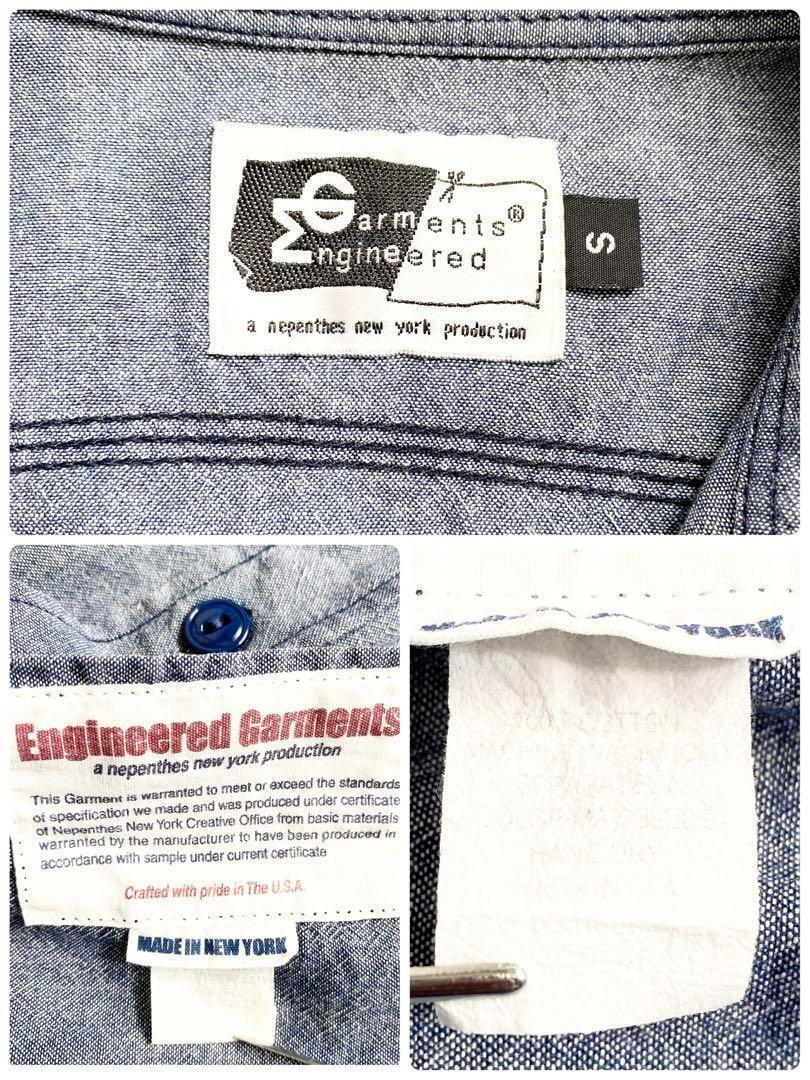 Garments®
Engineered
a nepenthes new york production
S
Engineered Garments
a nepenthes new york production
This Garment is warranted to meet or exceed the standards
of specification we made and was produced under certificate
of Nepenthes New York Creative Office from basic materials
warranted by the manufacturer to have been produced in
accordance with sample under current certificate
Crafted with pride in The U.S.A.
MADE IN NEW YORK
YORK